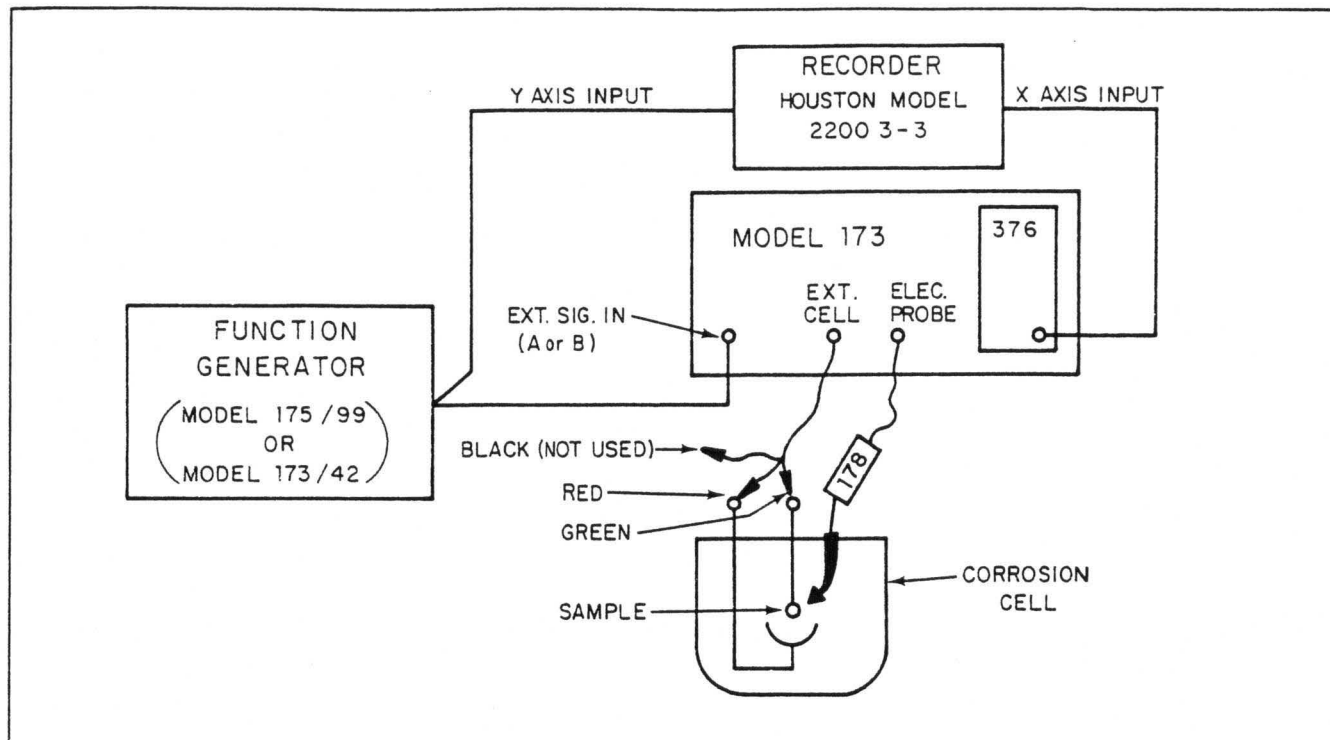 RECORDER
HOUSTON MODEL
2200 3-3
Y AXIS INPUT
X AXIS INPUT
MODEL 173
376
EXT. SIG. IN
(A or B)
EXT.
CELL
ELEC.
PROBE
FUNCTION
GENERATOR
(MODEL 175/99
OR
MODEL 173/42)
BLACK (NOT USED)
RED
GREEN
178
SAMPLE
CORROSION
CELL